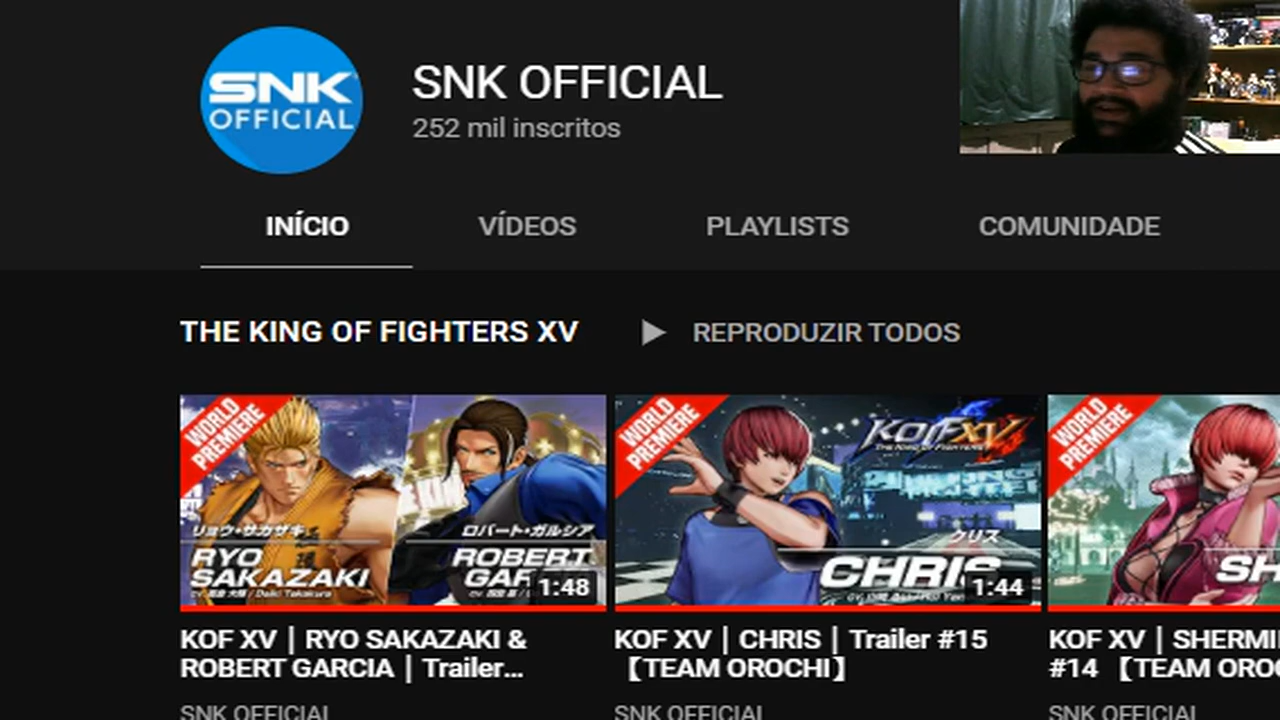 SNK
OFFICIAL
SNK OFFICIAL
252 mil inscritos
INÍCIO
VÍDEOS
PLAYLISTS
COMUNIDADE
THE KING OF FIGHTERS XV
REPRODUZIR TODOS
WORLD
PREMIERE
リョウ・サカザキ
RYO
SAKAZAKI
ロバート・ガルシア
ROBERT
GAR
1:48
WORLD
PREMIERE
KOFXV
THE KING OF FIGHTERS
クリス
CHRIS
1:44
WORLD
PREMIERE
SH
KOF XV | RYO SAKAZAKI &
ROBERT GARCIA | Trailer...
KOF XV | CHRIS | Trailer #15
【TEAM OROCHI】
KOF XV | SHERMI
#14 【TEAM OROC
SNK OFFICIAL
SNK OFFICIAL
SNK OFFICIAL